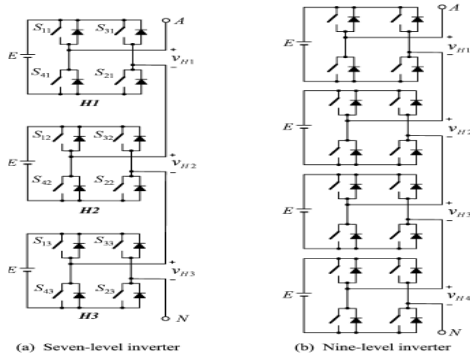 A
S11 S31
E
vH1
S41 S21
H1
S12 S32
E
vH2
S42 S22
H2
S13 S33
E
vH3
S43 S23
H3
N
(a) Seven-level inverter
A
E
vH1
E
vH2
E
vH3
E
vH4
N
(b) Nine-level inverter